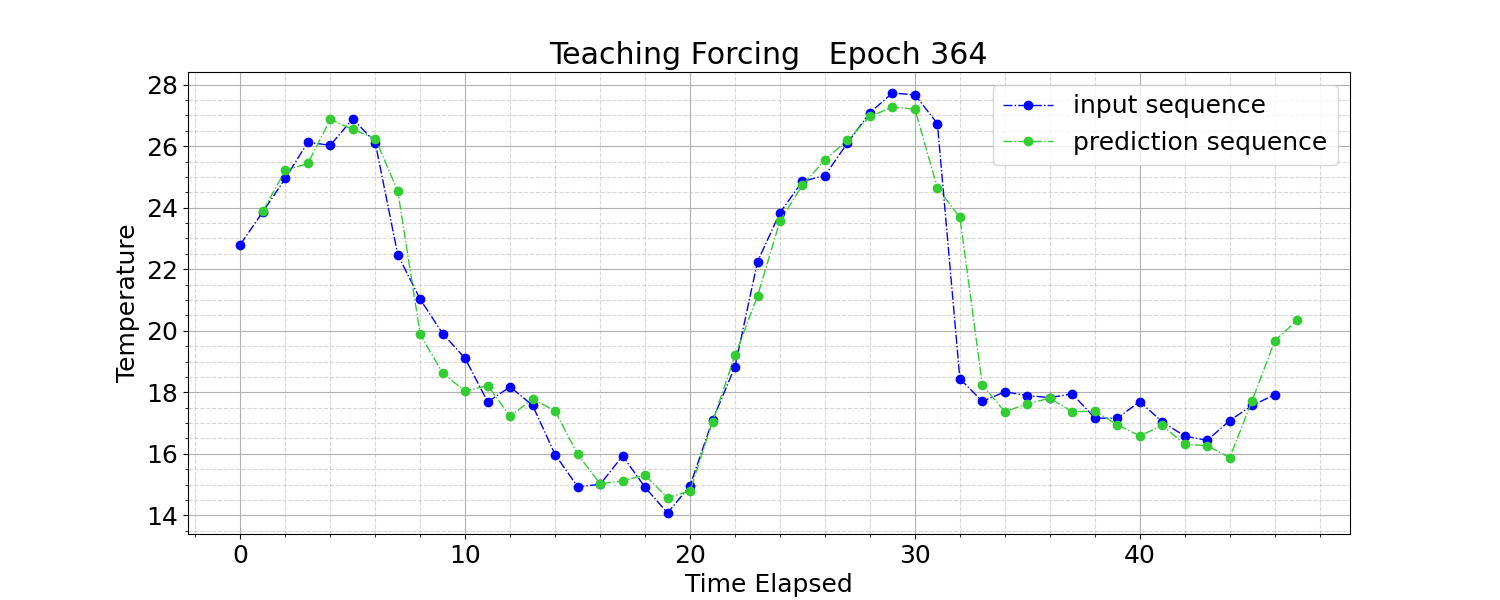 Teaching Forcing   Epoch 364
input sequence
prediction sequence
Temperature
28
26
24
22
20
18
16
14
0 10 20 30 40
Time Elapsed